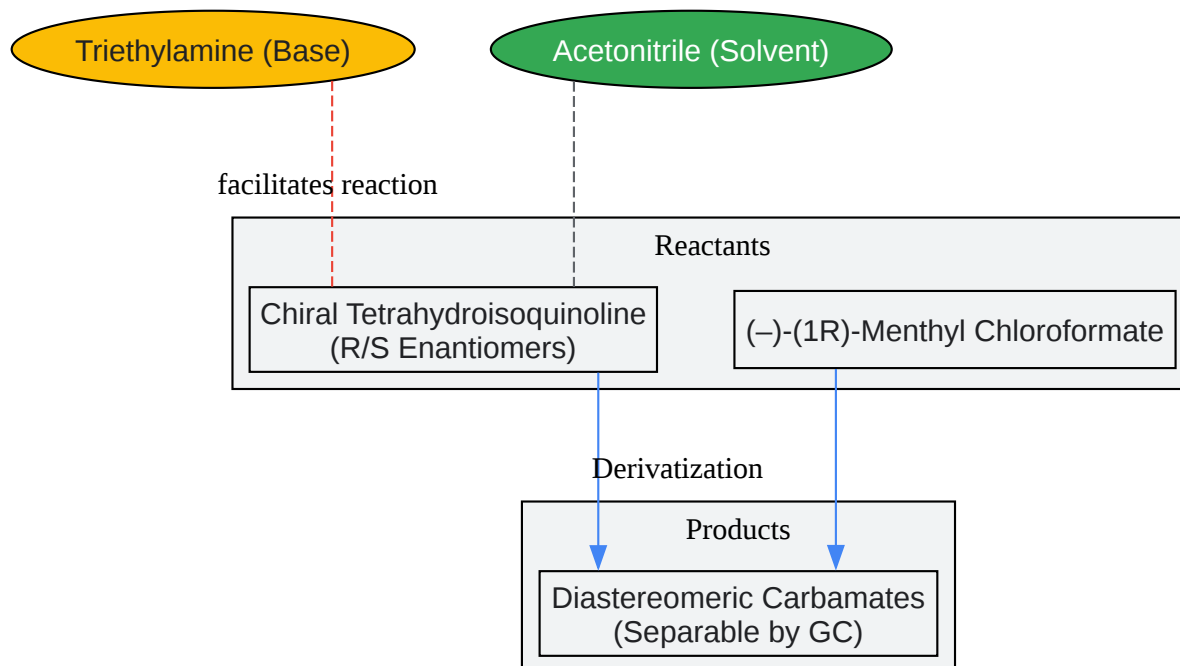 Triethylamine (Base)
Acetonitrile (Solvent)
facilitates reaction
Reactants
Chiral Tetrahydroisoquinoline
(R/S Enantiomers)
(–)-(1R)-Menthyl Chloroformate
Derivatization
Products
Diastereomeric Carbamates
(Separable by GC)